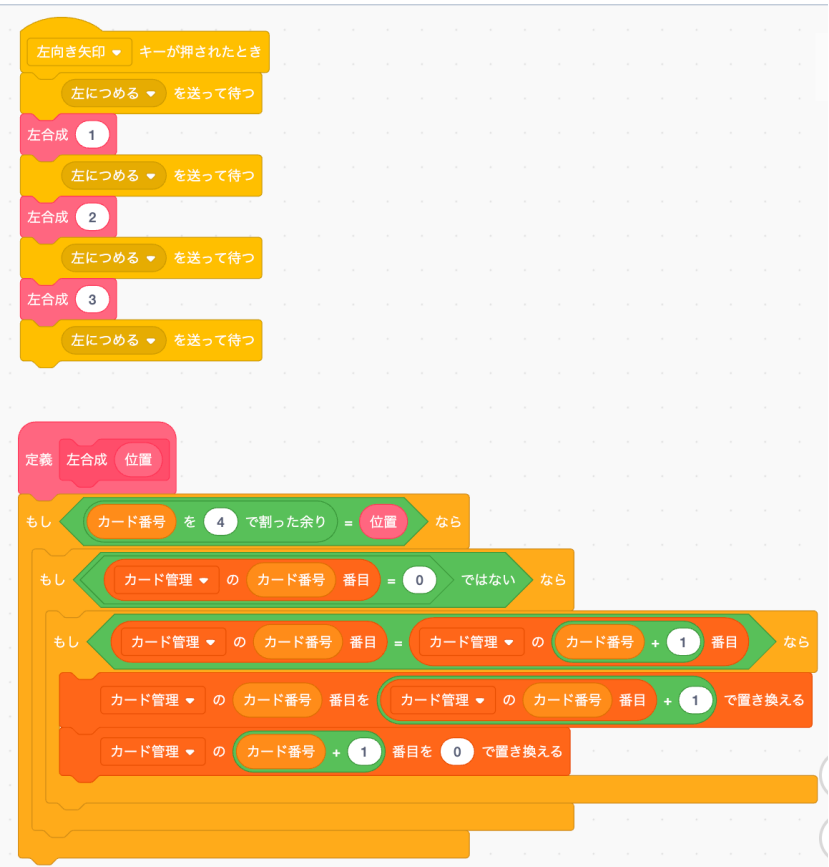 左向き矢印 キーが押されたとき
左につめる を送って待つ
左合成 1
左につめる を送って待つ
左合成 2
左につめる を送って待つ
左合成 3
左につめる を送って待つ
定義 左合成 位置
もし カード番号 を 4 で割った余り = 位置 なら
もし カード管理 の カード番号 番目 = 0 ではない なら
もし カード管理 の カード番号 番目 = カード管理 の カード番号 + 1 番目 なら
カード管理 の カード番号 番目を カード管理 の カード番号 番目 + 1 で置き換える
カード管理 の カード番号 + 1 番目を 0 で置き換える